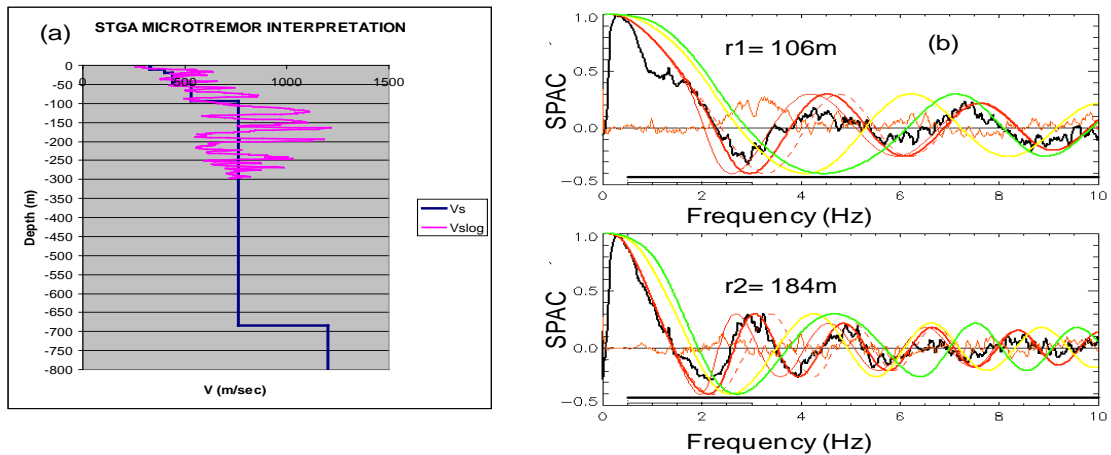 (a)
STGA MICROTREMOR INTERPRETATION
0 500 1000 1500
0
-50
-100
-150
-200
-250
-300
-350
-400
-450
-500
-550
-600
-650
-700
-750
-800
Depth (m)
V (m/sec)
Vs
Vslog
(b)
r1= 106m
SPAC
1.0
0.5
0.0
−0.5
0 2 4 6 8 10
Frequency (Hz)
r2= 184m
SPAC
1.0
0.5
0.0
−0.5
0 2 4 6 8 10
Frequency(Hz)